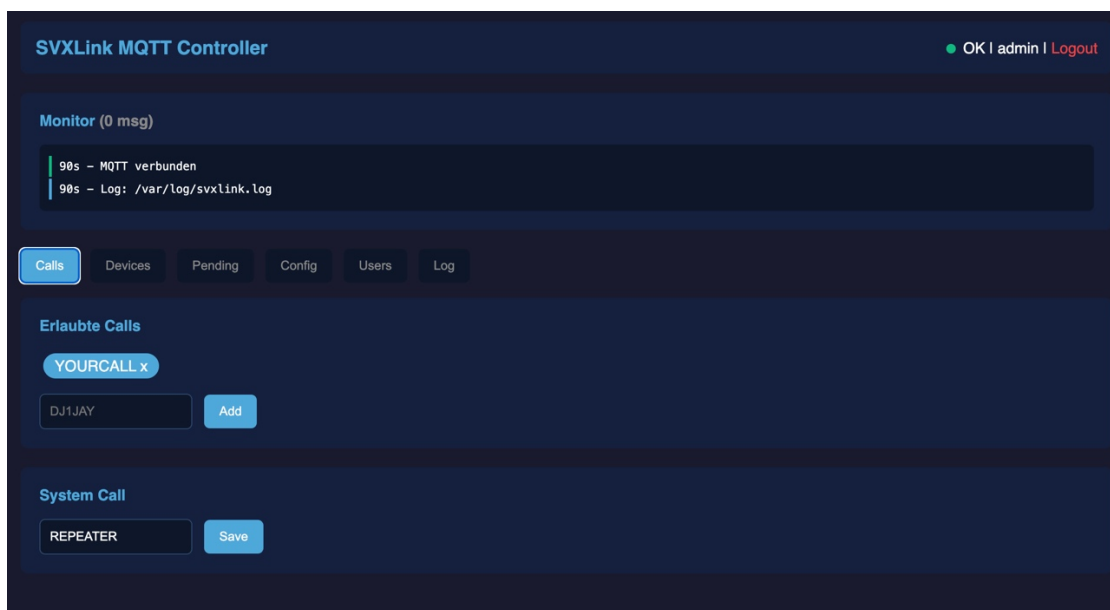 SVXLink MQTT Controller
OK | admin | Logout
Monitor (0 msg)
90s – MQTT verbunden
90s – Log: /var/log/svxlink.log
Calls Devices Pending Config Users Log
Erlaubte Calls
YOURCALL x
DJ1JAY Add
System Call
REPEATER Save